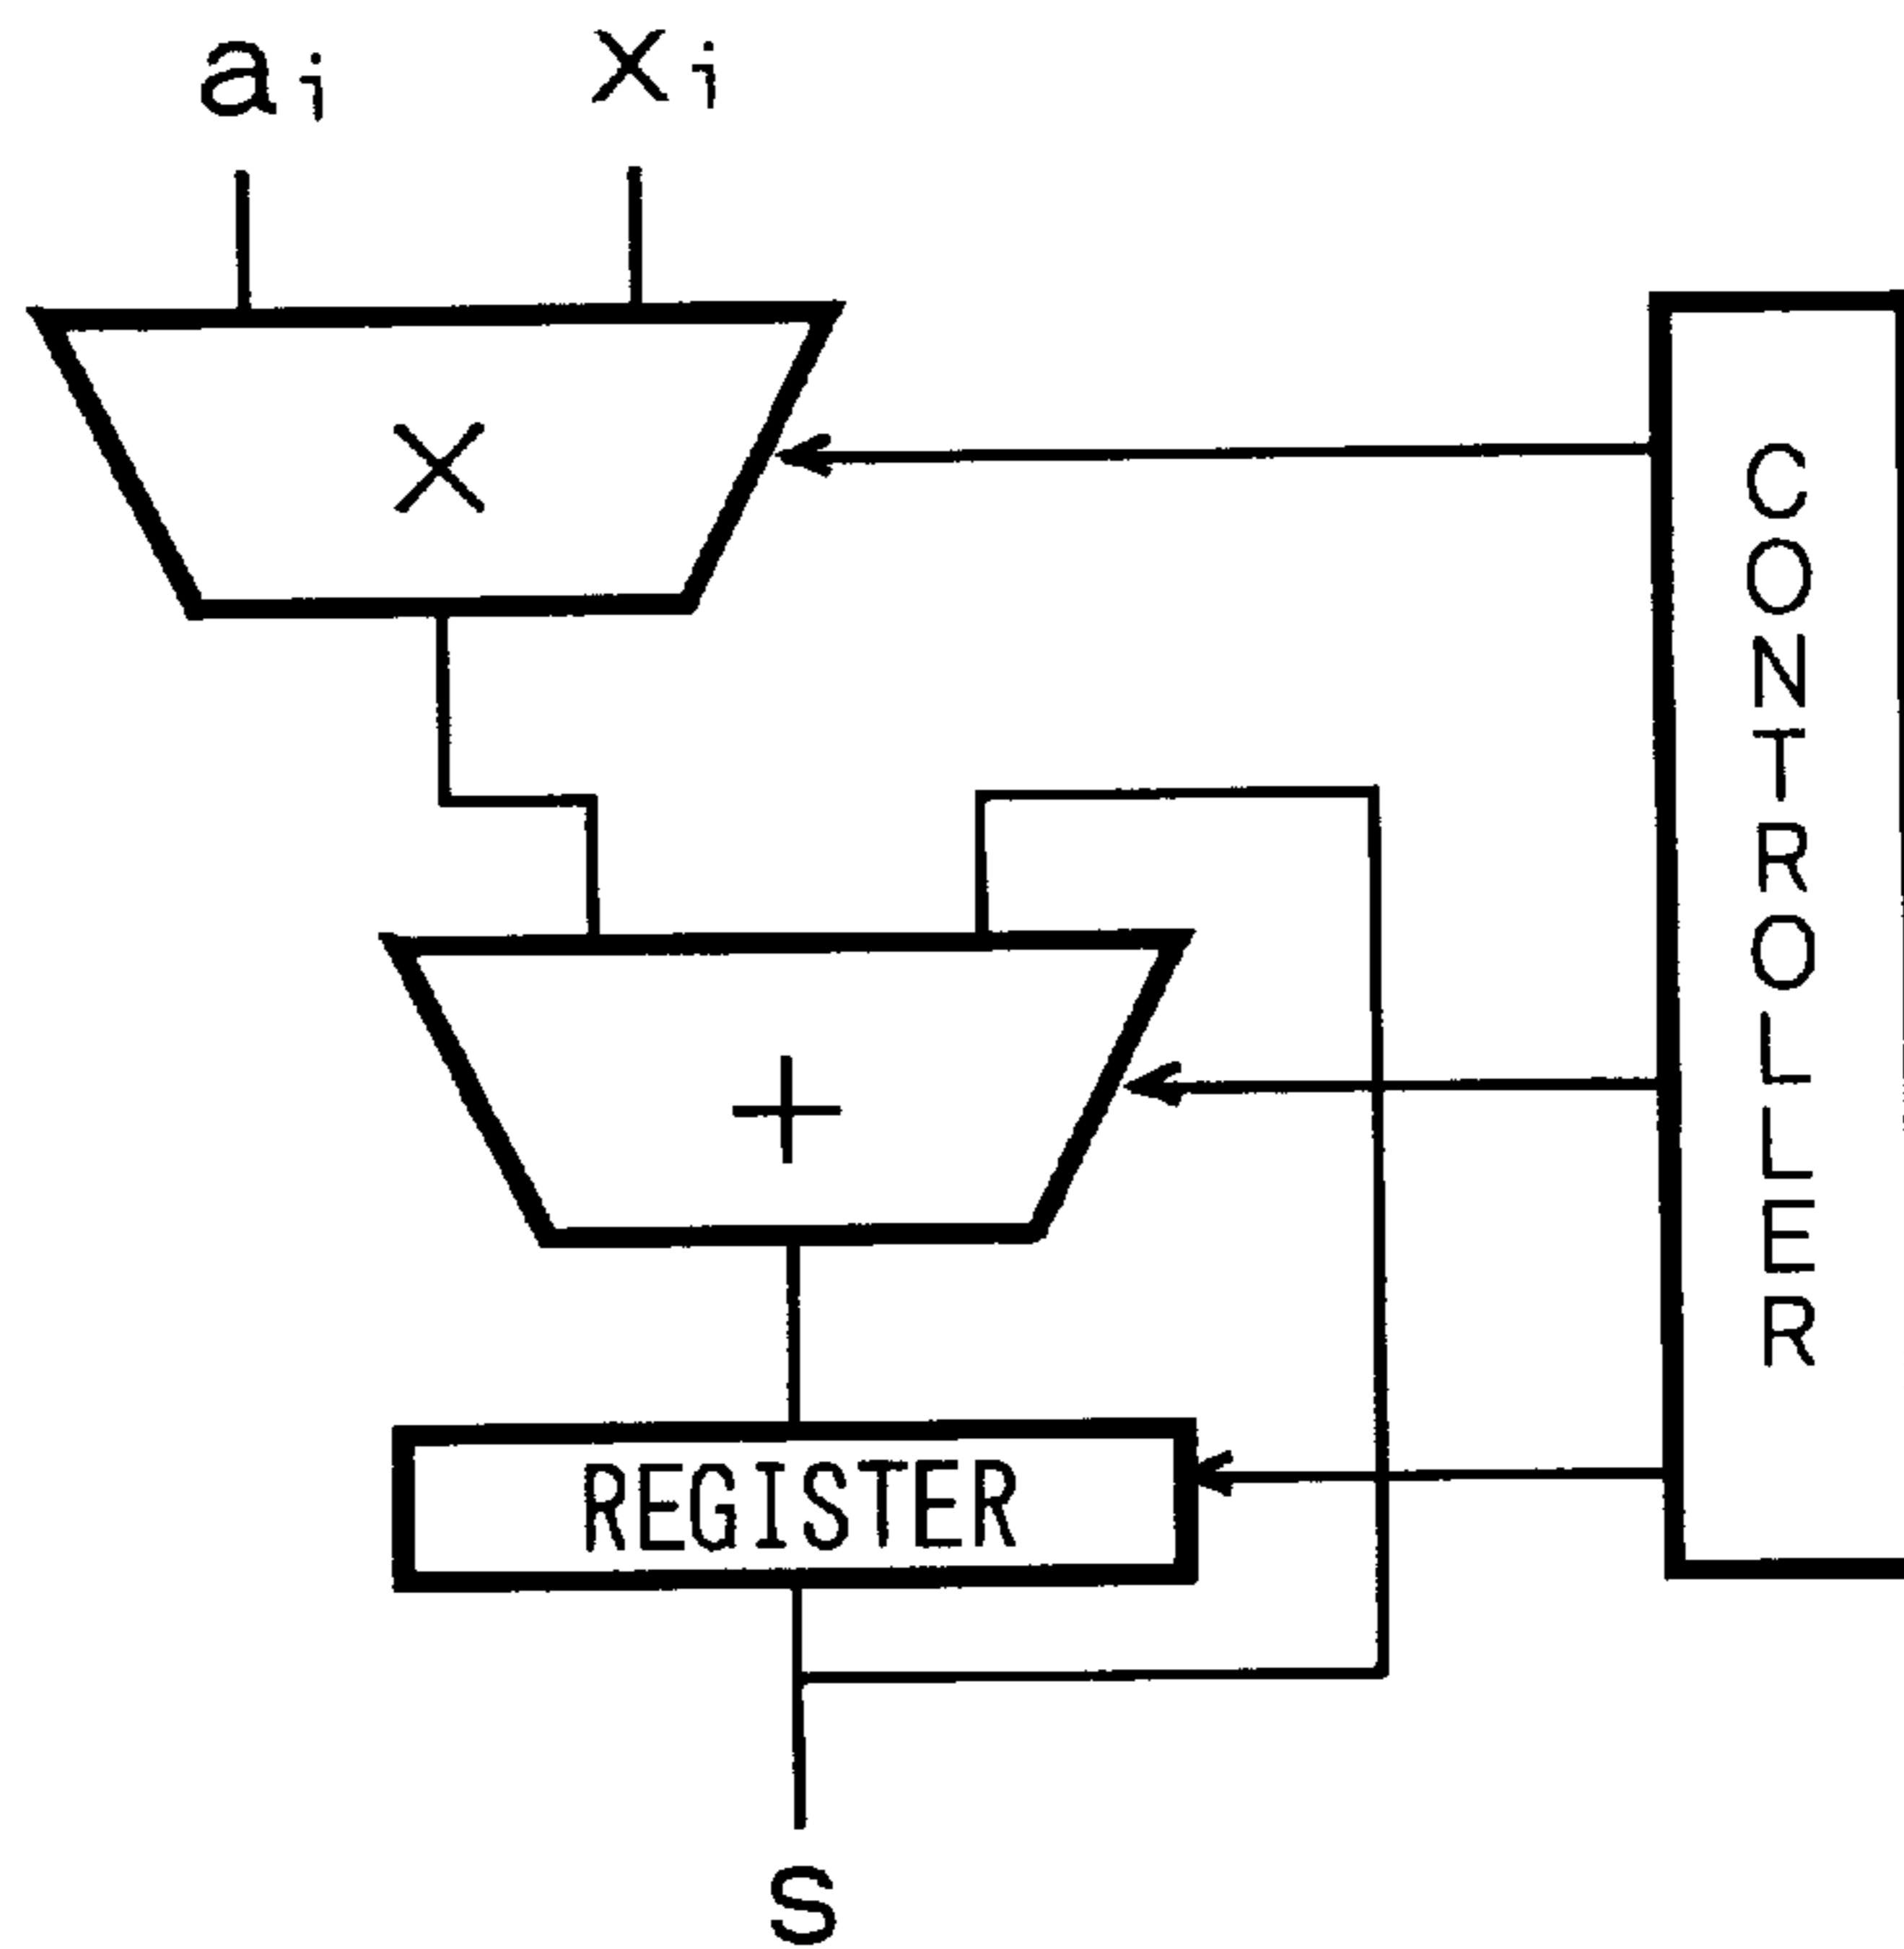 ai
xi
×
CONTROLLER
+
REGISTER
S